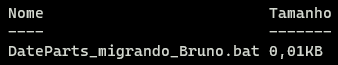 Nome                         Tamanho
----                         -------
DateParts_migrando_Bruno.bat 0,01KB